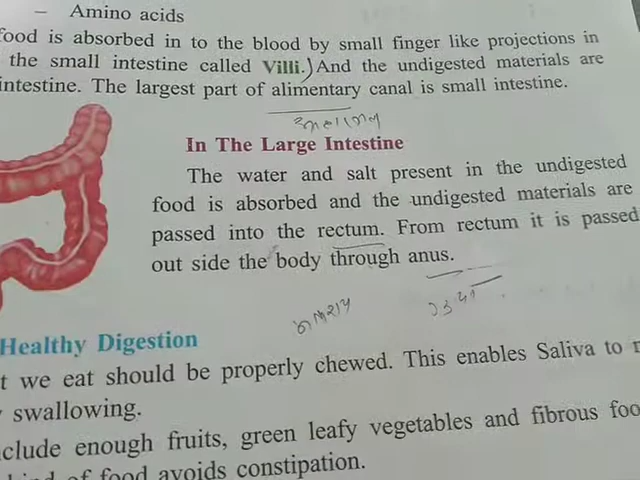 – Amino acids
food is absorbed in to the blood by small finger like projections in
the small intestine called Villi.) And the undigested materials are
intestine. The largest part of alimentary canal is small intestine.
In The Large Intestine
The water and salt present in the undigested
food is absorbed and the undigested materials are
passed into the rectum. From rectum it is passed
out side the body through anus.
Healthy Digestion
we eat should be properly chewed. This enables Saliva to
swallowing.
enough fruits, green leafy vegetables and fibrous
of food avoids constipation.